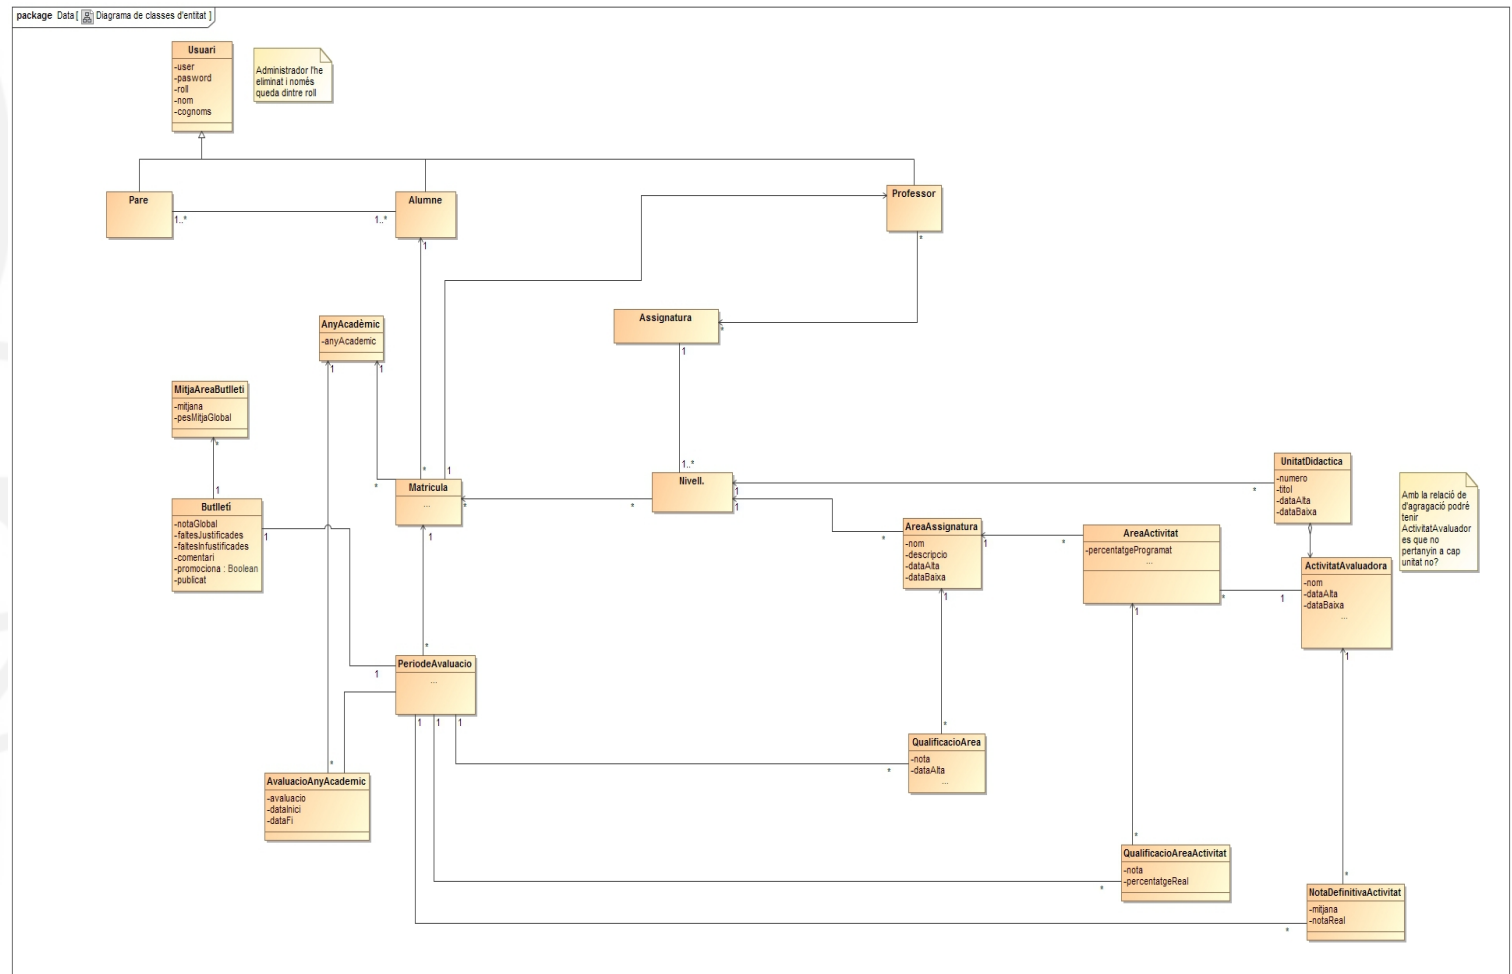 package Data [ Diagrama de classes d'entitat ]
Usuari
-user
-pasword
-roll
-nom
-cognoms
Administrador l'he
eliminat i només
queda dintre roll
Pare
1..*
1..*
Alumne
1
Professor
*
Assignatura
*
1
AnyAcadèmic
-anyAcademic
1
1
MitjaAreaButlleti
-mitjana
-pesMitjaGlobal
*
1
Butlleti
-notaGlobal
-faltesJustificades
-faltesInfustificades
-comentari
-promociona : Boolean
-publicat
1
*
1
*
Matricula
...
*
1
1..*
*
Nivell.
1
1
*
UnitatDidactica
-numero
-titol
-dataAlta
-dataBaixa
Amb la relació de
d'agragació podré
tenir
ActivitatAvaluador
es que no
pertanyin a cap
unitat no?
*
AreaAssignatura
-nom
-descripcio
-dataAlta
-dataBaixa
1
1
*
AreaActivitat
-percentatgeProgramat
...
*
1
1
ActivitatAvaluadora
-nom
-dataAlta
-dataBaixa
...
1
*
PeriodeAvaluacio
...
1
1
1
1
*
AvaluacioAnyAcademic
-avaluacio
-dataInici
-dataFi
*
*
QualificacioArea
-nota
-dataAlta
...
*
*
QualificacioAreaActivitat
-nota
-percentatgeReal
*
*
NotaDefinitivaActivitat
-mitjana
-notaReal